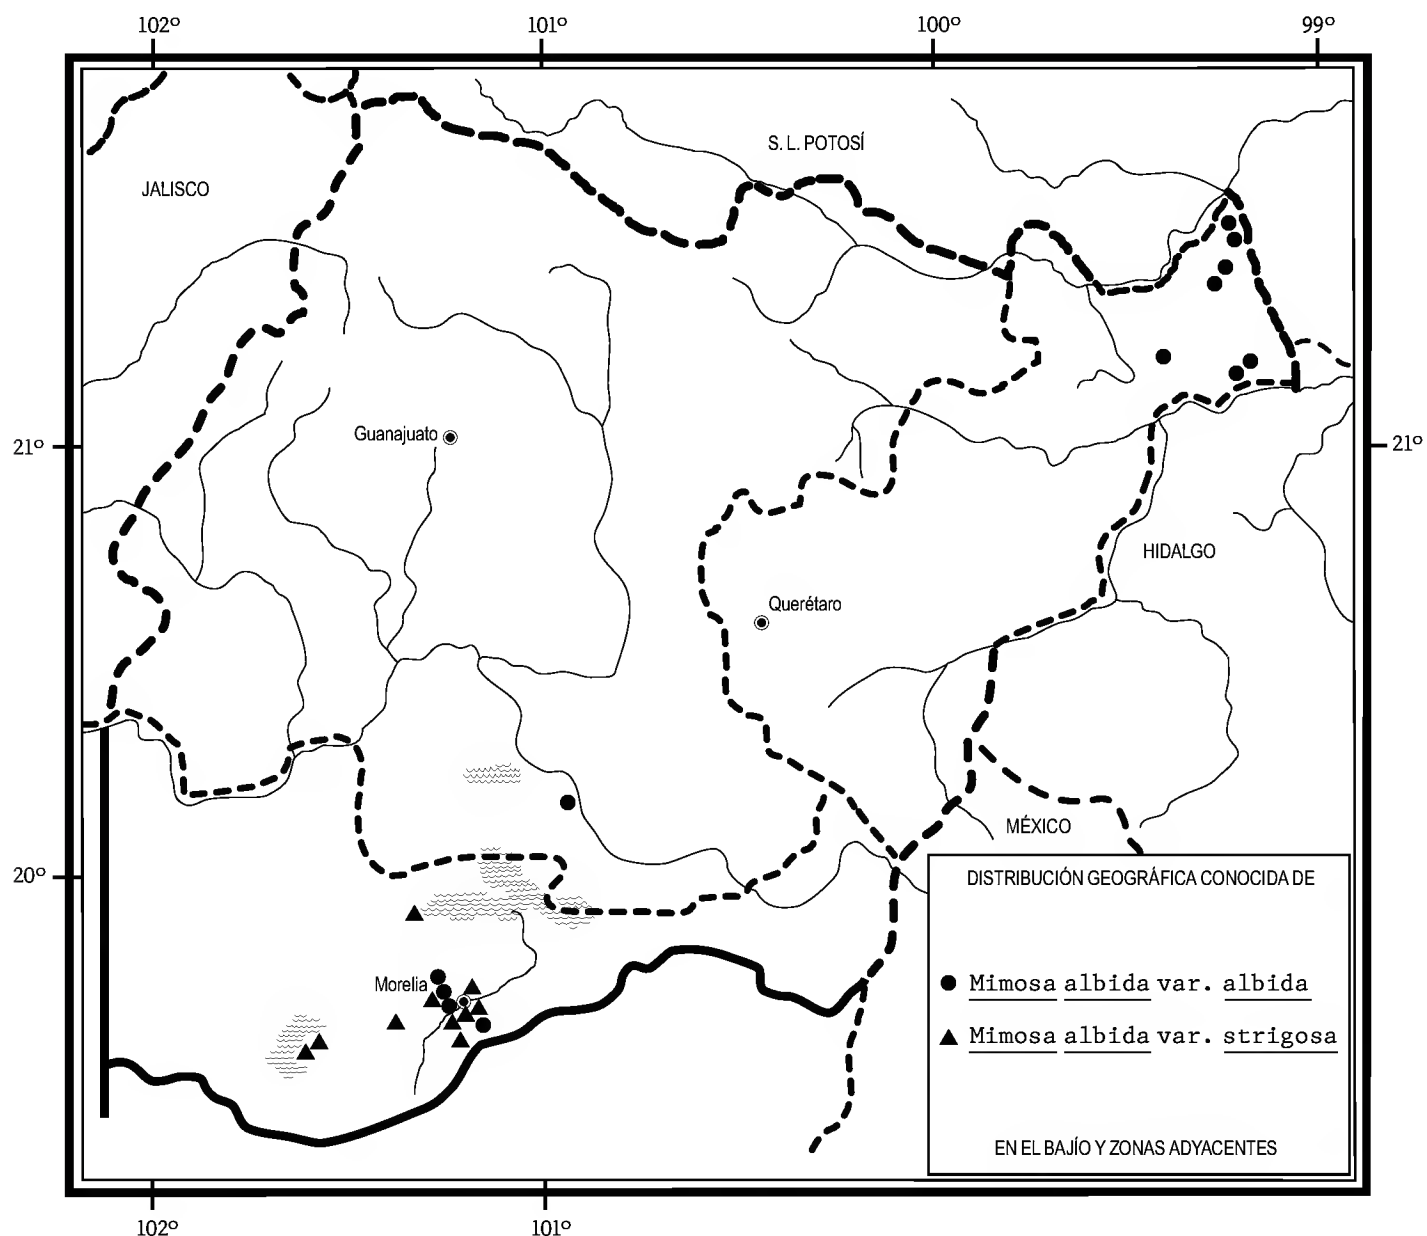 102º 101º 100º 99º
S. L. POTOSÍ
JALISCO
Guanajuato
21º
21º
HIDALGO
Querétaro
MÉXICO
20º
DISTRIBUCIÓN GEOGRÁFICA CONOCIDA DE
Morelia
Mimosa albida var. albida
Mimosa albida var. strigosa
EN EL BAJÍO Y ZONAS ADYACENTES
102º 101º